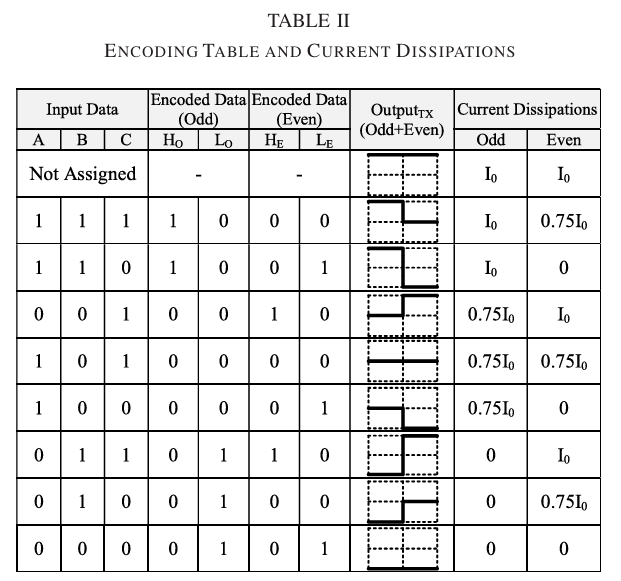 TABLE II
ENCODING TABLE AND CURRENT DISSIPATIONS
Input Data Encoded Data (Odd) Encoded Data (Even) OutputTX (Odd+Even) Current Dissipations
A B C HO LO HE LE Odd Even
Not Assigned - - I0 I0
1 1 1 1 0 0 0 I0 0.75I0
1 1 0 1 0 0 1 I0 0
0 0 1 0 0 1 0 0.75I0 I0
1 0 1 0 0 0 0 0.75I0 0.75I0
1 0 0 0 0 0 1 0.75I0 0
0 1 1 0 1 1 0 0 I0
0 1 0 0 1 0 0 0 0.75I0
0 0 0 0 1 0 1 0 0